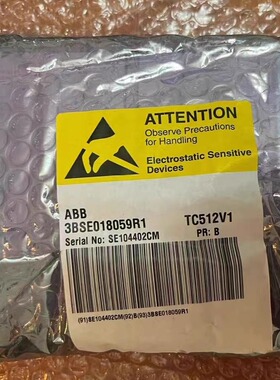 ATTENTION
Observe Precautions
for Handling
Electrostatic Sensitive
Devices
ABB
3BSE018059R1 TC512V1
Serial No: SE104402CM PR: B
(91)SE104402CM(92)B(93)3BSE018059R1